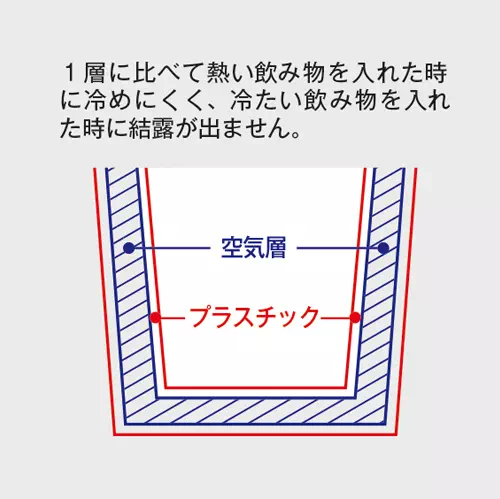 １層に比べて熱い飲み物を入れた時
に冷めにくく、冷たい飲み物を入れ
た時に結露が出ません。
空気層
プラスチック